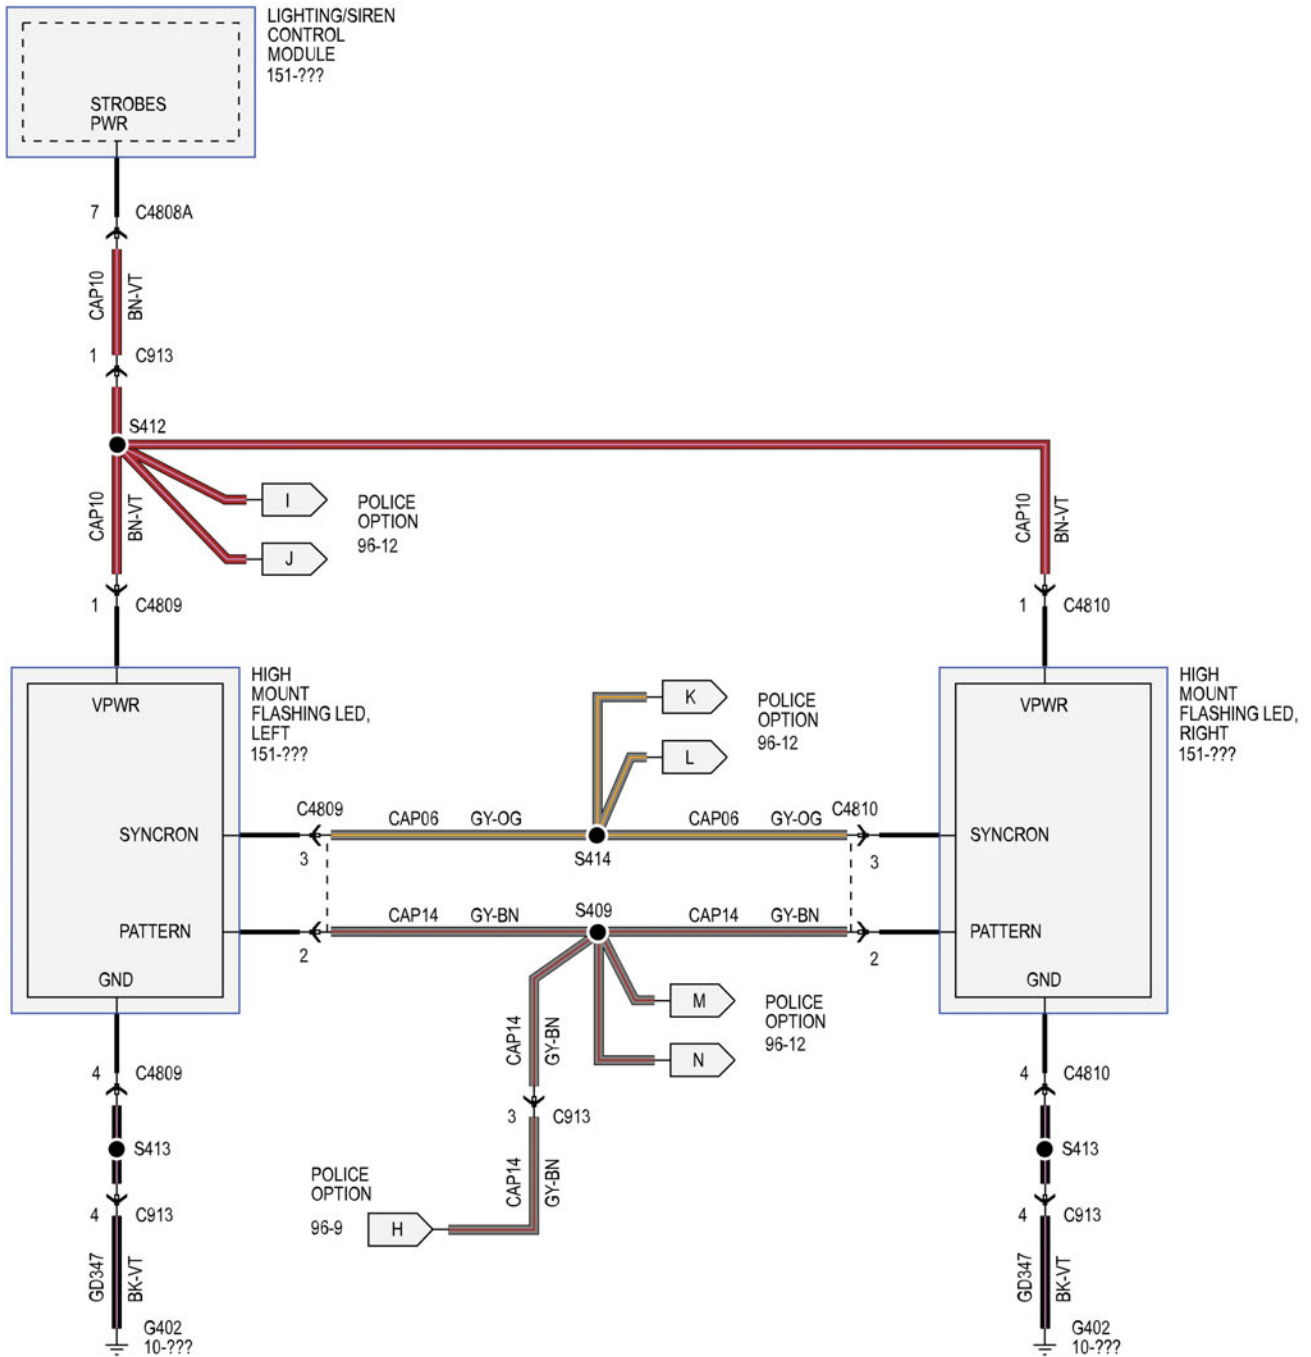 LIGHTING/SIREN
CONTROL
MODULE
151-???
STROBES
PWR
7 C4808A
CAP10 BN-VT
1 C913
S412
CAP10 BN-VT
I
J
POLICE
OPTION
96-12
CAP10 BN-VT
1 C4809
1 C4810
HIGH
MOUNT
FLASHING LED,
LEFT
151-???
VPWR
SYNCRON
PATTERN
GND
K
L
POLICE
OPTION
96-12
HIGH
MOUNT
FLASHING LED,
RIGHT
151-???
VPWR
SYNCRON
PATTERN
GND
C4809 CAP06 GY-OG CAP06 GY-OG C4810
3 S414 3
CAP14 GY-BN S409 CAP14 GY-BN
2 2
CAP14 GY-BN
M
N
POLICE
OPTION
96-12
3 C913
CAP14 GY-BN
POLICE
OPTION
96-9
H
4 C4809
S413
4 C913
GD347 BK-VT
G402
10-???
4 C4810
S413
4 C913
GD347 BK-VT
G402
10-???